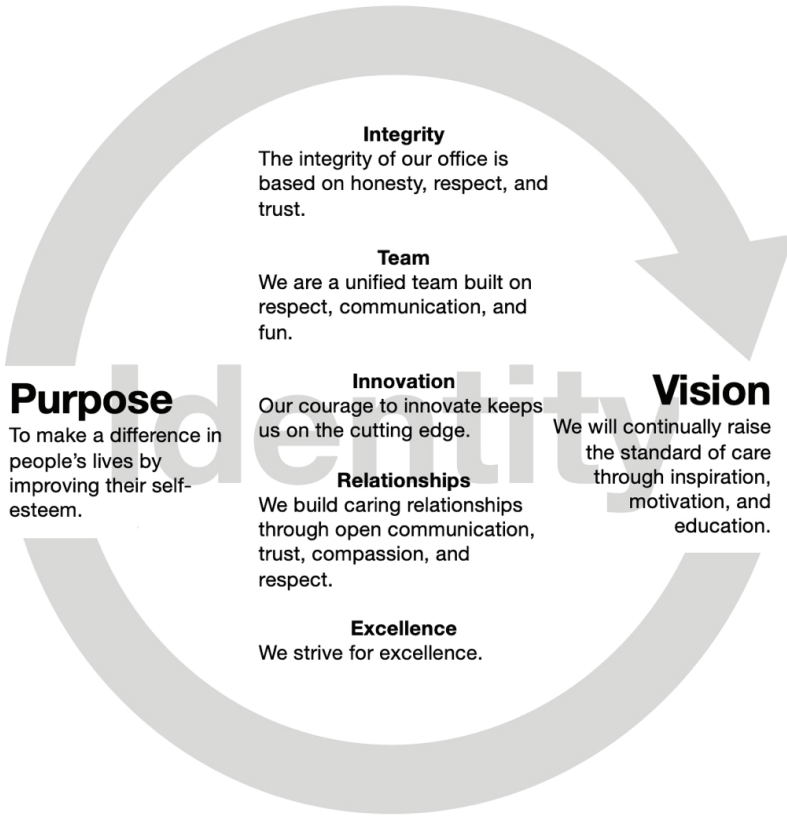 Integrity
The integrity of our office is
based on honesty, respect, and
trust.
Team
We are a unified team built on
respect, communication, and
fun.
Identity
Purpose
To make a difference in
people's lives by
improving their self-
esteem.
Innovation
Our courage to innovate keeps
us on the cutting edge.
Relationships
We build caring relationships
through open communication,
trust, compassion, and
respect.
Excellence
We strive for excellence.
Vision
We will continually raise
the standard of care
through inspiration,
motivation, and
education.